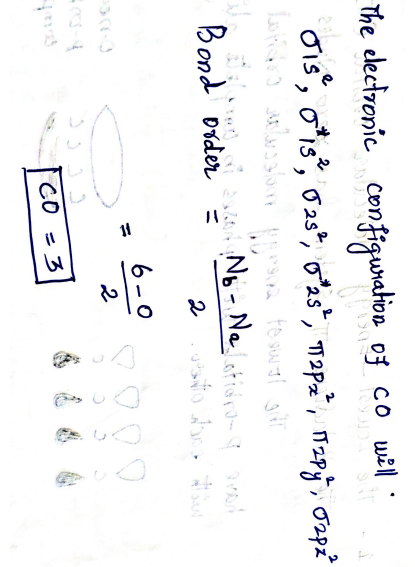 The electronic configuration of CO will.
σ1s², σ*1s², σ2s², σ*2s², π2px², π2py², σ2pz²
Bond order = Nb - Na / 2
= 6 - 0 / 2
CO = 3